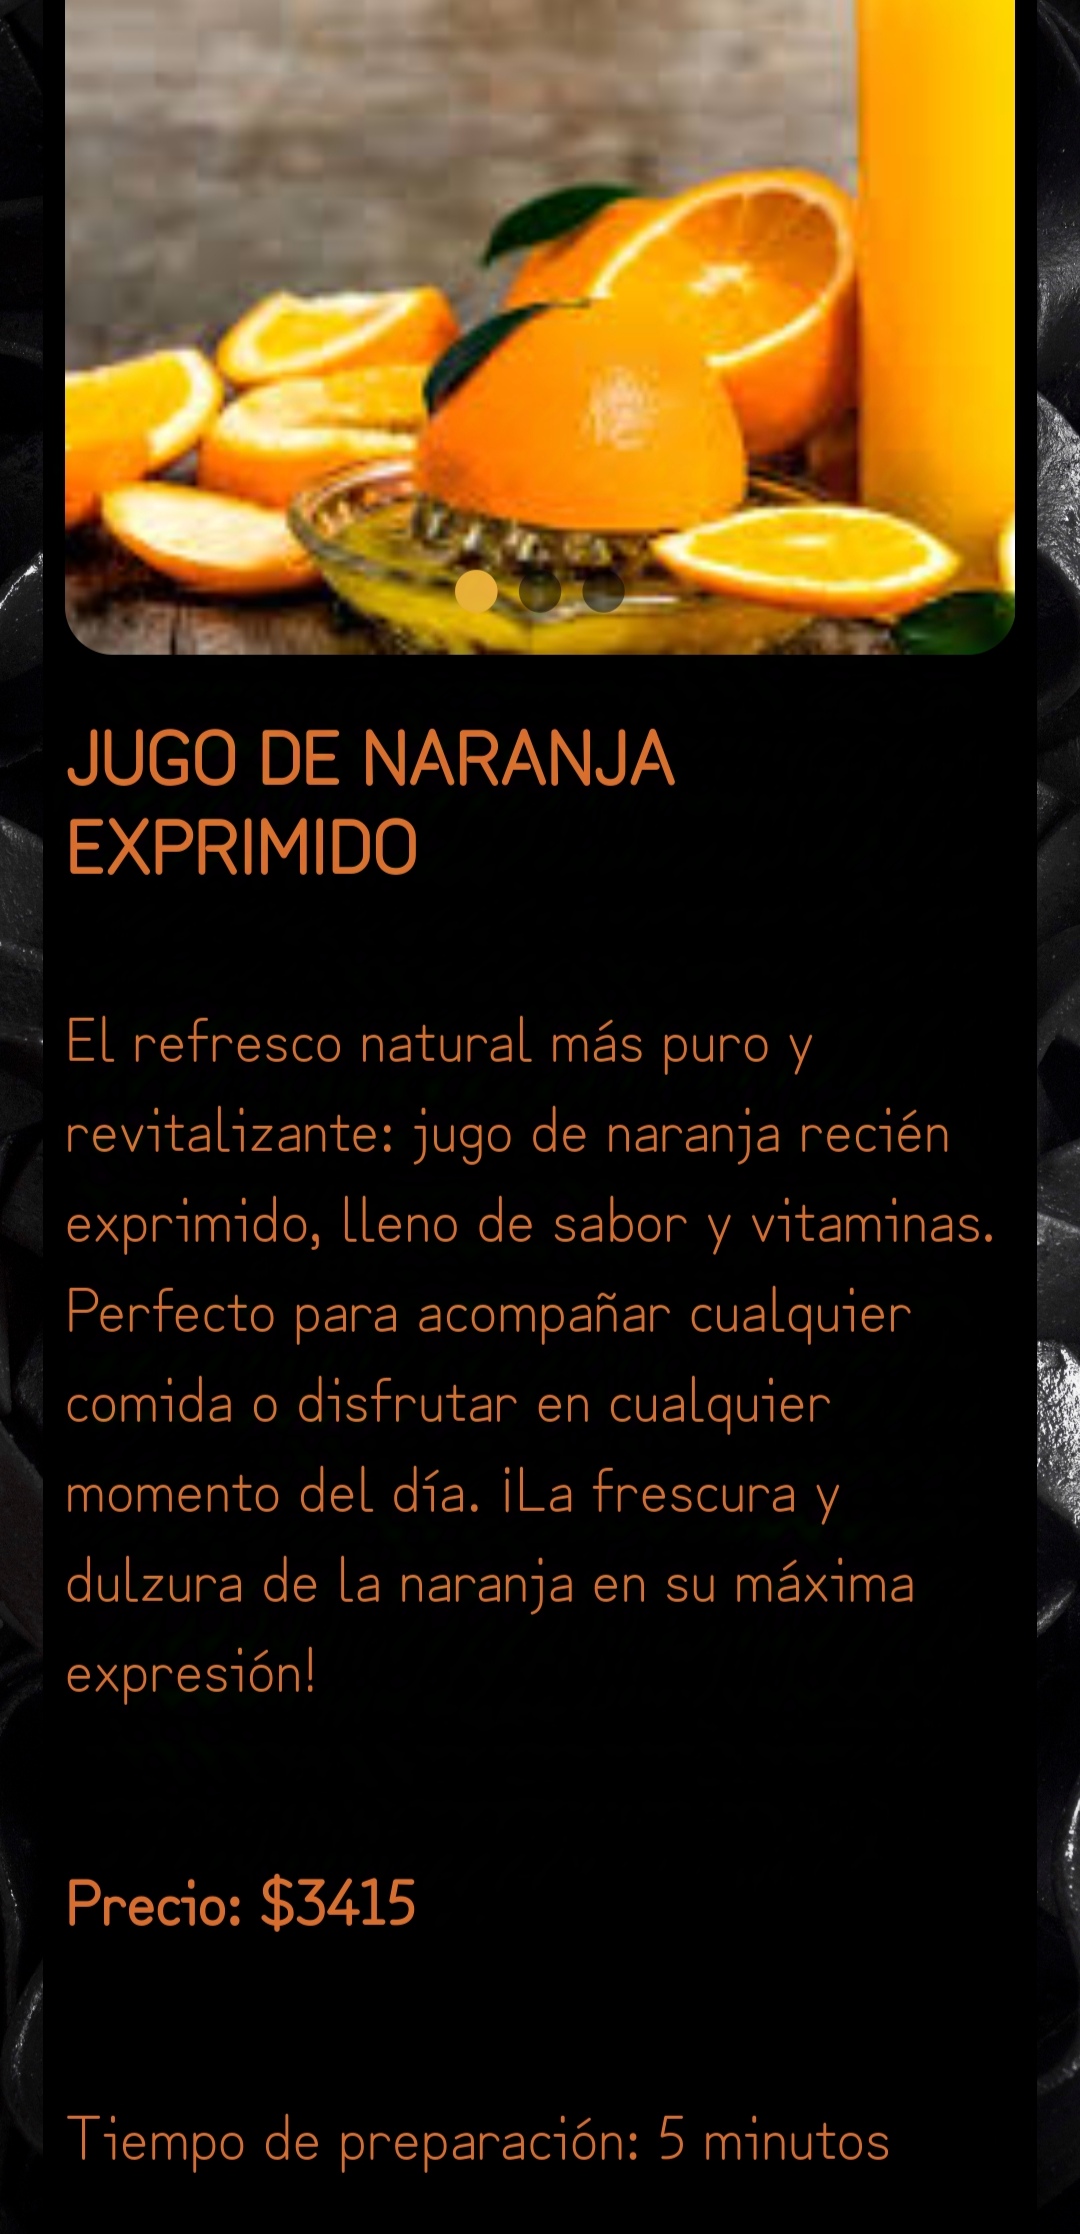 JUGO DE NARANJA
EXPRIMIDO
El refresco natural más puro y
revitalizante: jugo de naranja recién
exprimido, lleno de sabor y vitaminas.
Perfecto para acompañar cualquier
comida o disfrutar en cualquier
momento del día. ¡La frescura y
dulzura de la naranja en su máxima
expresión!
Precio: $3415
Tiempo de preparación: 5 minutos